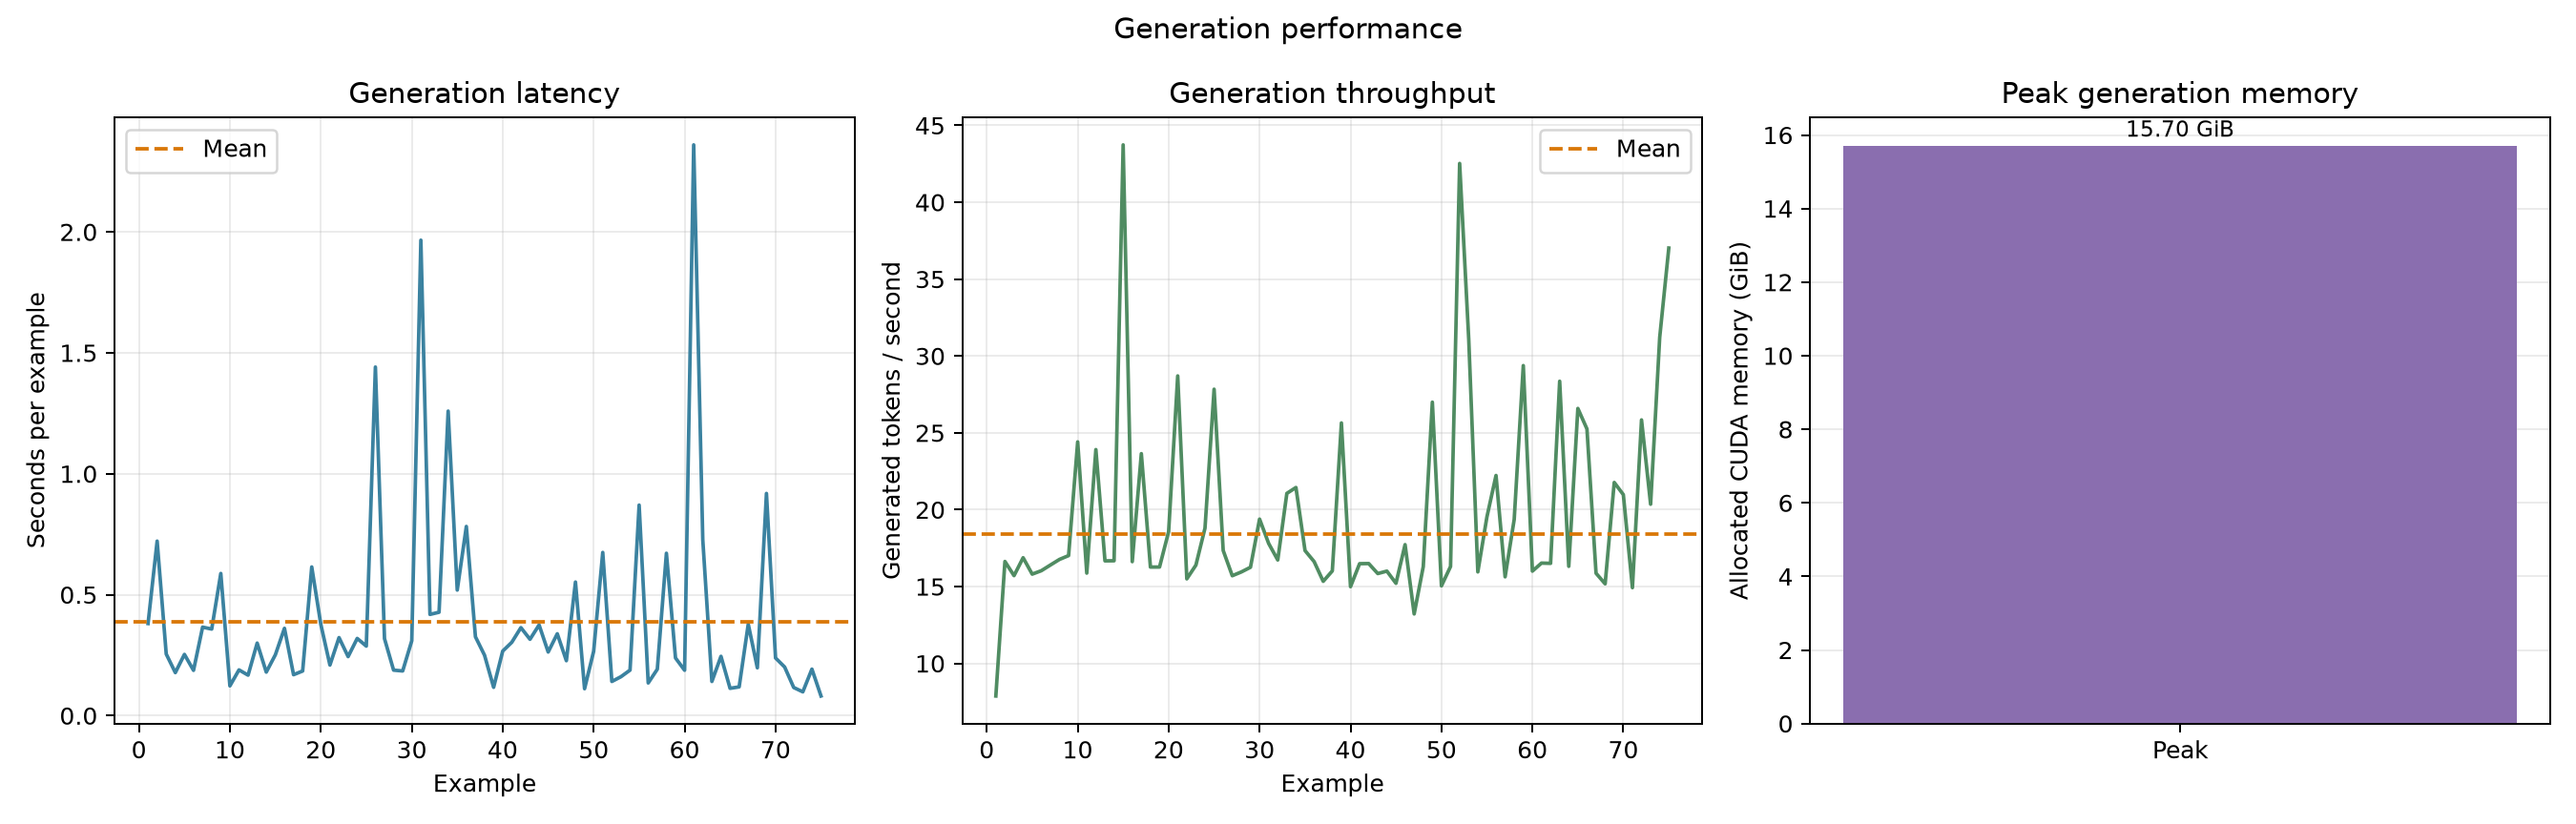 Generation performance
Generation latency
Mean
Seconds per example
2.0
1.5
1.0
0.5
0.0
0 10 20 30 40 50 60 70
Example
Generation throughput
Mean
Generated tokens / second
45
40
35
30
25
20
15
10
0 10 20 30 40 50 60 70
Example
Peak generation memory
15.70 GiB
Allocated CUDA memory (GiB)
16
14
12
10
8
6
4
2
0
Peak